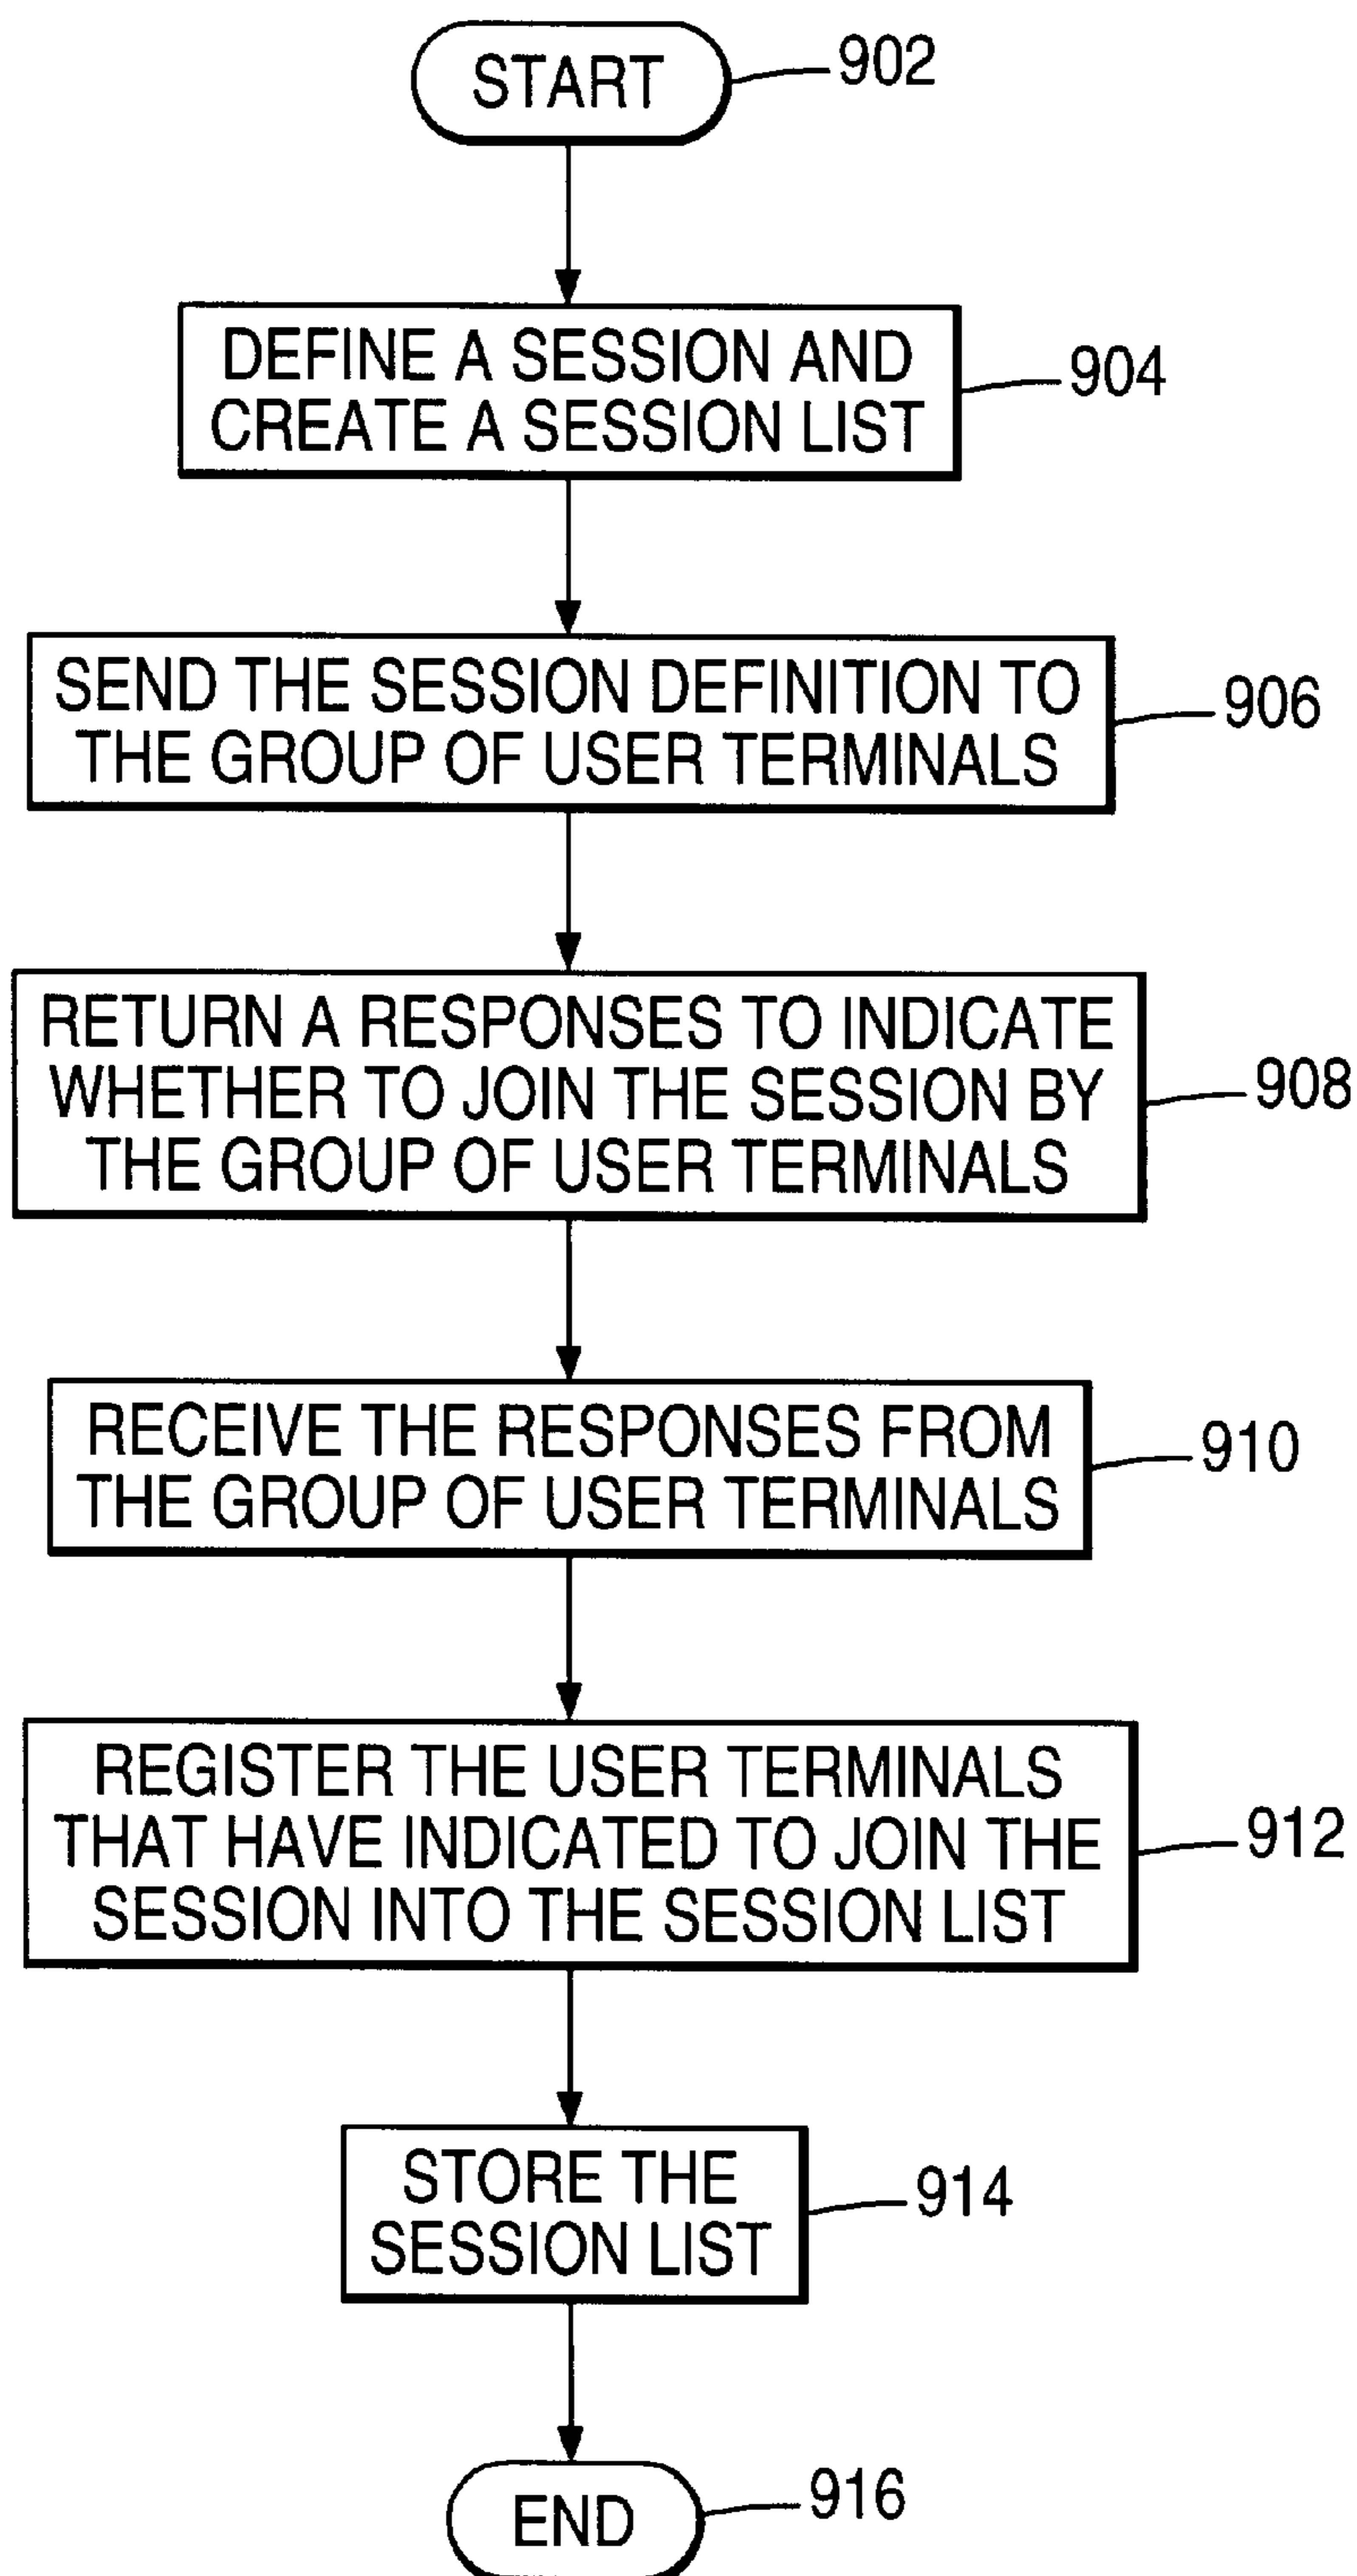 START
902
DEFINE A SESSION AND
CREATE A SESSION LIST
904
SEND THE SESSION DEFINITION TO
THE GROUP OF USER TERMINALS
906
RETURN A RESPONSES TO INDICATE
WHETHER TO JOIN THE SESSION BY
THE GROUP OF USER TERMINALS
908
RECEIVE THE RESPONSES FROM
THE GROUP OF USER TERMINALS
910
REGISTER THE USER TERMINALS
THAT HAVE INDICATED TO JOIN THE
SESSION INTO THE SESSION LIST
912
STORE THE
SESSION LIST
914
END
916